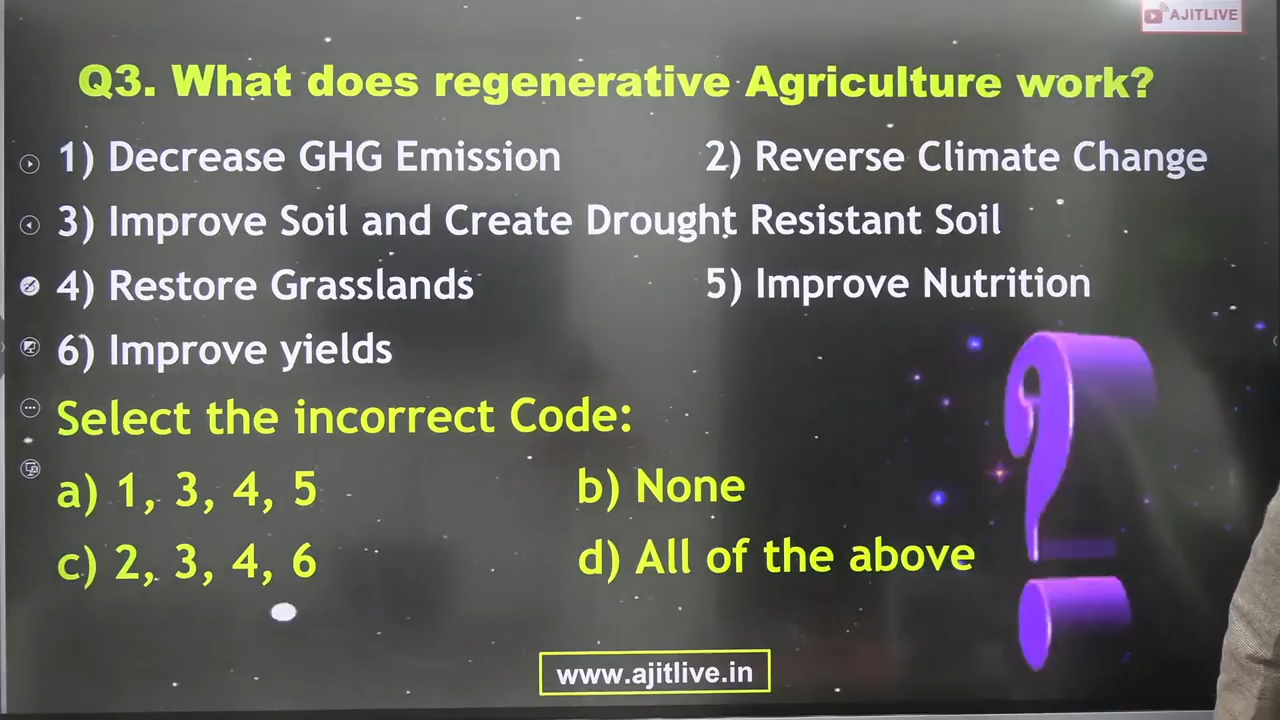 AJITLIVE
Q3. What does regenerative Agriculture work?
1) Decrease GHG Emission 2) Reverse Climate Change
3) Improve Soil and Create Drought Resistant Soil
4) Restore Grasslands 5) Improve Nutrition
6) Improve yields
Select the incorrect Code:
a) 1, 3, 4, 5 b) None
c) 2, 3, 4, 6 d) All of the above
www.ajitlive.in